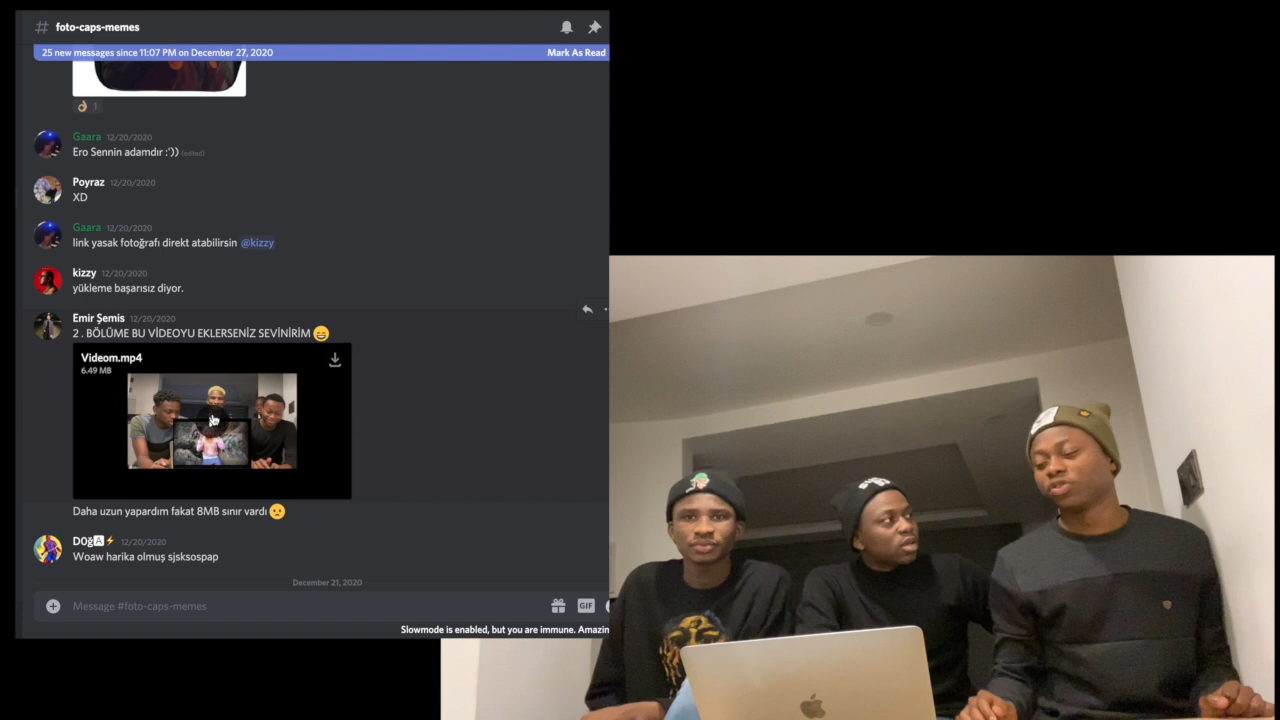 # foto-caps-memes
25 new messages since 11:07 PM on December 27, 2020 Mark As Read
👌🏽 1
Gaara 12/20/2020
Ero Sennin adamdır :')) (edited)
Poyraz 12/20/2020
XD
Gaara 12/20/2020
link yasak fotoğrafı direkt atabilirsin @kizzy
kizzy 12/20/2020
yükleme başarısız diyor.
Emir Şemis 12/20/2020
2 . BÖLÜME BU VİDEOYU EKLERSENİZ SEVİNİRİM 😄
Videom.mp4
6.49 MB
Daha uzun yapardım fakat 8MB sınır vardı 😕
D0ğ🅰⚡ 12/20/2020
Woaw harika olmuş sjsksospap
December 21, 2020
Message #foto-caps-memes
GIF
Slowmode is enabled, but you are immune. Amazin